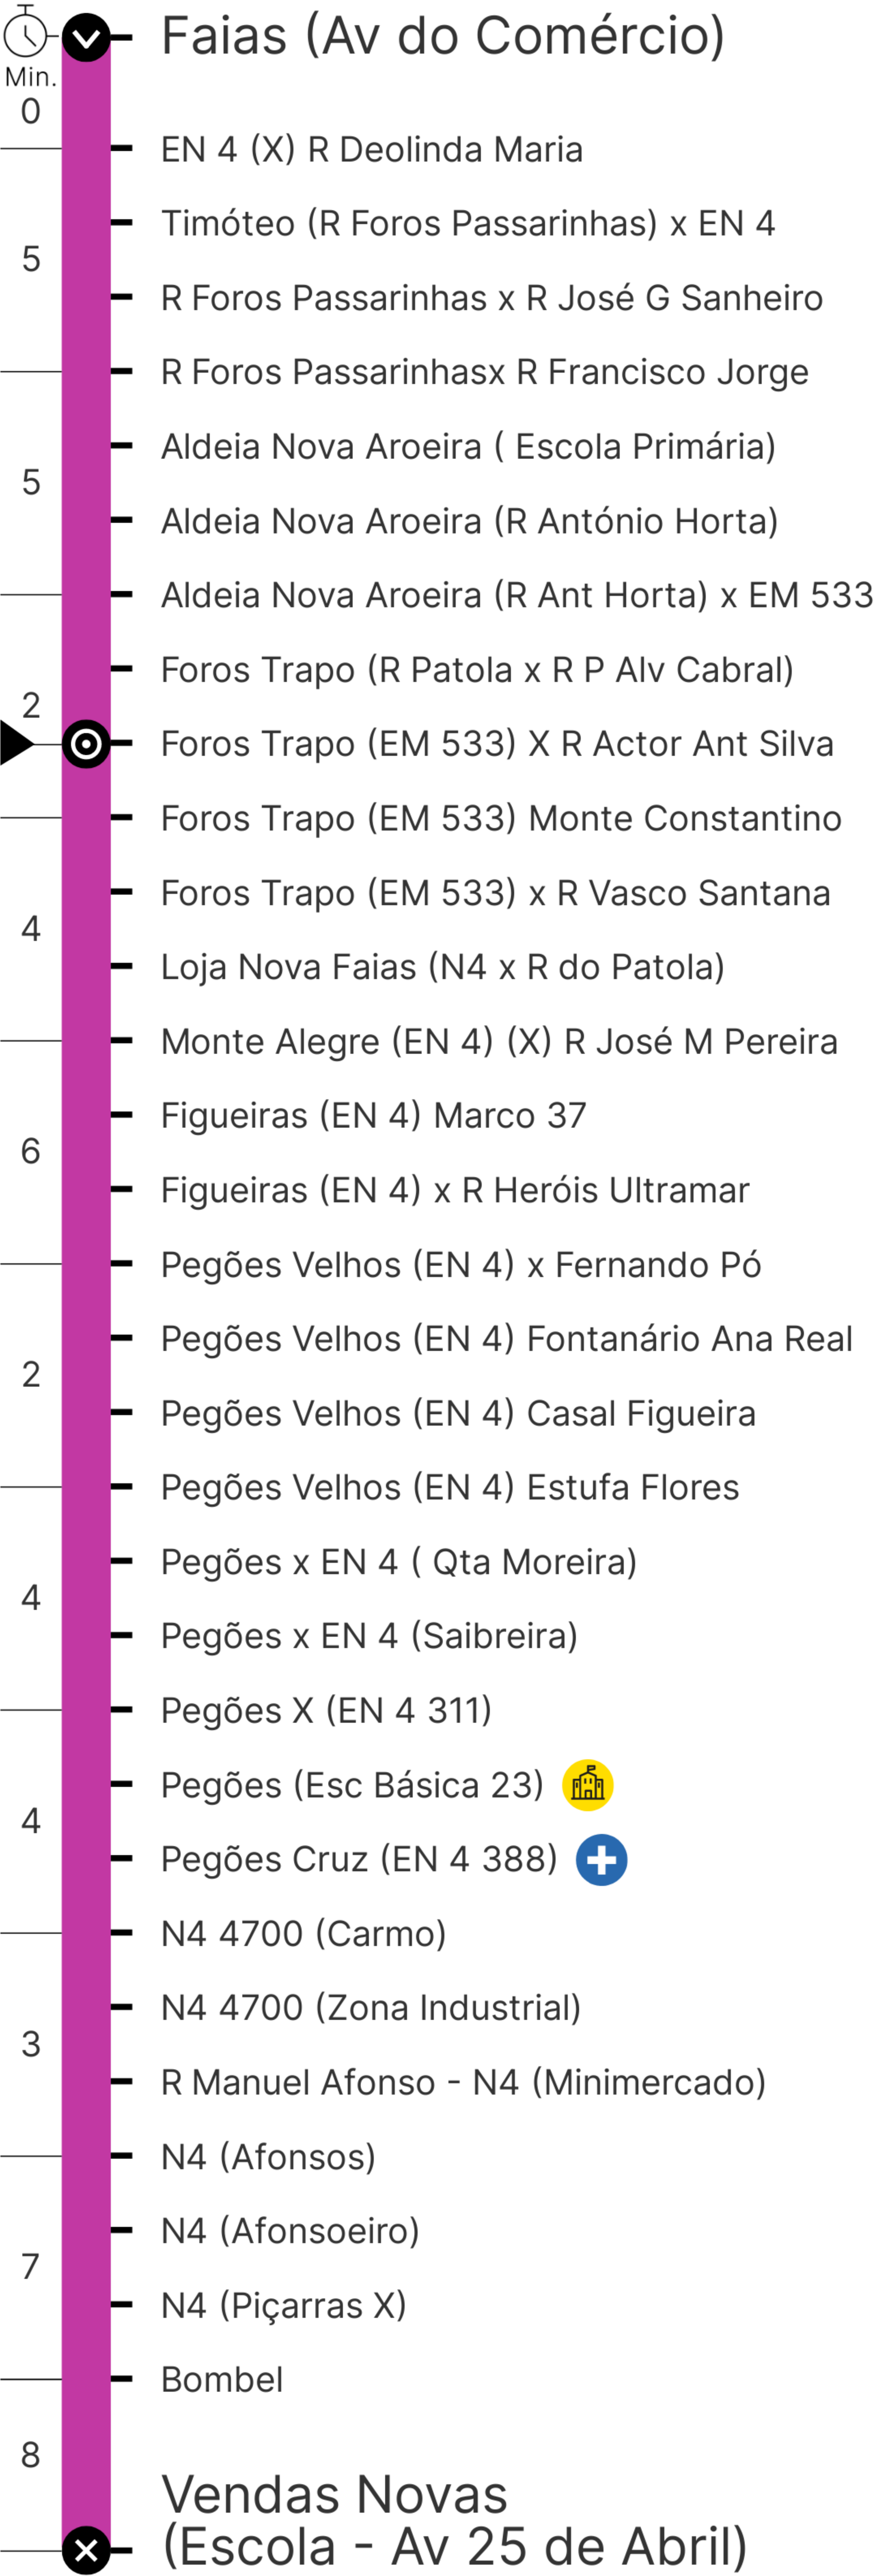 Faias (Av do Comércio)
Min.
0
EN 4 (X) R Deolinda Maria
Timóteo (R Foros Passarinhas) x EN 4
5
R Foros Passarinhas x R José G Sanheiro
R Foros Passarinhasx R Francisco Jorge
Aldeia Nova Aroeira ( Escola Primária)
5
Aldeia Nova Aroeira (R António Horta)
Aldeia Nova Aroeira (R Ant Horta) x EM 533
Foros Trapo (R Patola x R P Alv Cabral)
2
Foros Trapo (EM 533) X R Actor Ant Silva
Foros Trapo (EM 533) Monte Constantino
Foros Trapo (EM 533) x R Vasco Santana
4
Loja Nova Faias (N4 x R do Patola)
Monte Alegre (EN 4) (X) R José M Pereira
Figueiras (EN 4) Marco 37
6
Figueiras (EN 4) x R Heróis Ultramar
Pegões Velhos (EN 4) x Fernando Pó
Pegões Velhos (EN 4) Fontanário Ana Real
2
Pegões Velhos (EN 4) Casal Figueira
Pegões Velhos (EN 4) Estufa Flores
Pegões x EN 4 ( Qta Moreira)
4
Pegões x EN 4 (Saibreira)
Pegões X (EN 4 311)
Pegões (Esc Básica 23)
4
Pegões Cruz (EN 4 388)
N4 4700 (Carmo)
N4 4700 (Zona Industrial)
3
R Manuel Afonso - N4 (Minimercado)
N4 (Afonsos)
N4 (Afonsoeiro)
7
N4 (Piçarras X)
Bombel
8
Vendas Novas
(Escola - Av 25 de Abril)